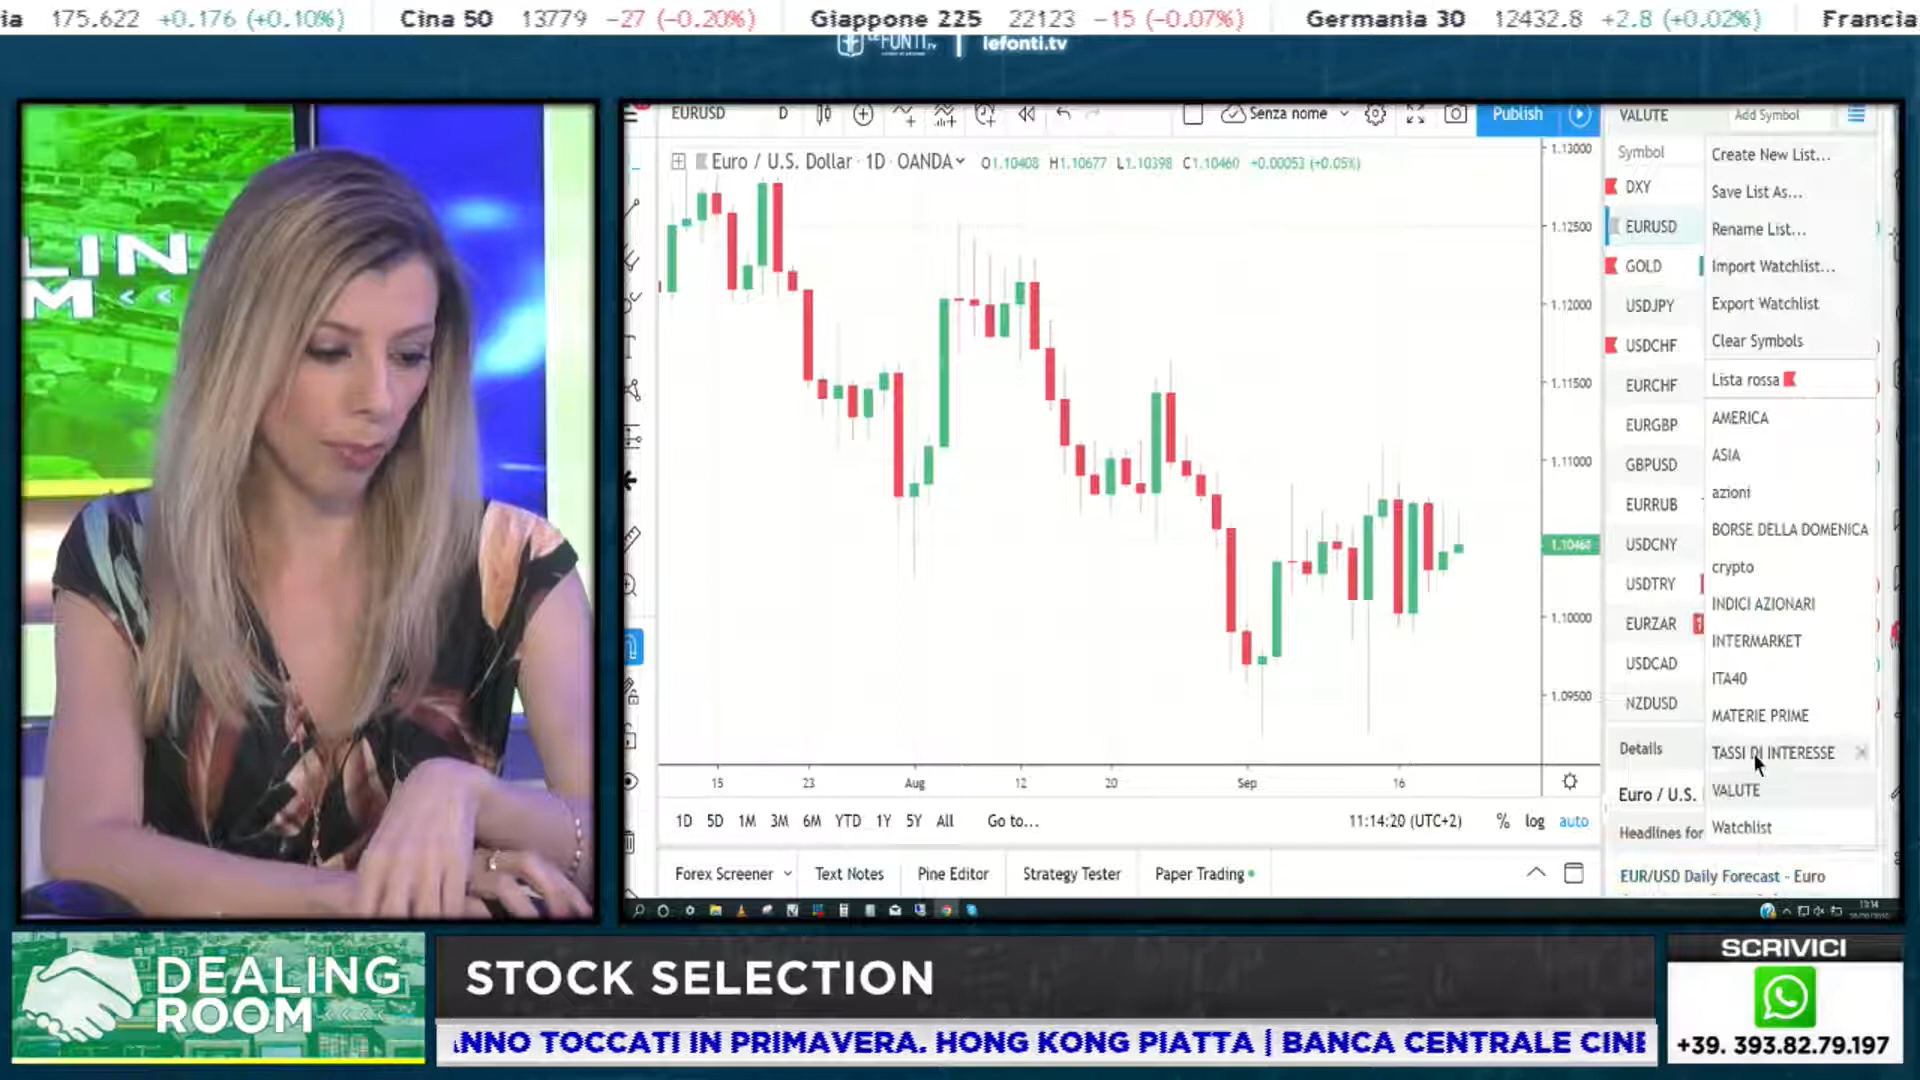 ia 175.622 +0.176 (+0.10%) Cina 50 13779 −27 (−0.20%) Giappone 225 22123 −15 (−0.07%) Germania 30 12432.8 +2.8 (+0.02%) Francia
LEFONTI.TV | lefonti.tv
LIN
M <<
EURUSD D Senza nome Publish
Euro / U.S. Dollar · 1D · OANDA O1.10408 H1.10677 L1.10398 C1.10460 +0.00053 (+0.05%)
1.13000
1.12500
1.12000
1.11500
1.11000
1.10460
1.10000
1.09500
15 23 Aug 12 20 Sep 16
1D 5D 1M 3M 6M YTD 1Y 5Y All Go to... 11:14:20 (UTC+2) % log auto
Forex Screener Text Notes Pine Editor Strategy Tester Paper Trading
VALUTE Add Symbol
Symbol
DXY
EURUSD
GOLD
USDJPY
USDCHF
EURCHF
EURGBP
GBPUSD
EURRUB
USDCNY
USDTRY
EURZAR
USDCAD
NZDUSD
Details
Euro / U.S.
Headlines for
EUR/USD Daily Forecast - Euro
Create New List...
Save List As...
Rename List...
Import Watchlist...
Export Watchlist
Clear Symbols
Lista rossa
AMERICA
ASIA
azioni
BORSE DELLA DOMENICA
crypto
INDICI AZIONARI
INTERMARKET
ITA40
MATERIE PRIME
TASSI DI INTERESSE
VALUTE
Watchlist
DEALING
ROOM
STOCK SELECTION
ANNO TOCCATI IN PRIMAVERA. HONG KONG PIATTA | BANCA CENTRALE CINE
SCRIVICI
+39. 393.82.79.197